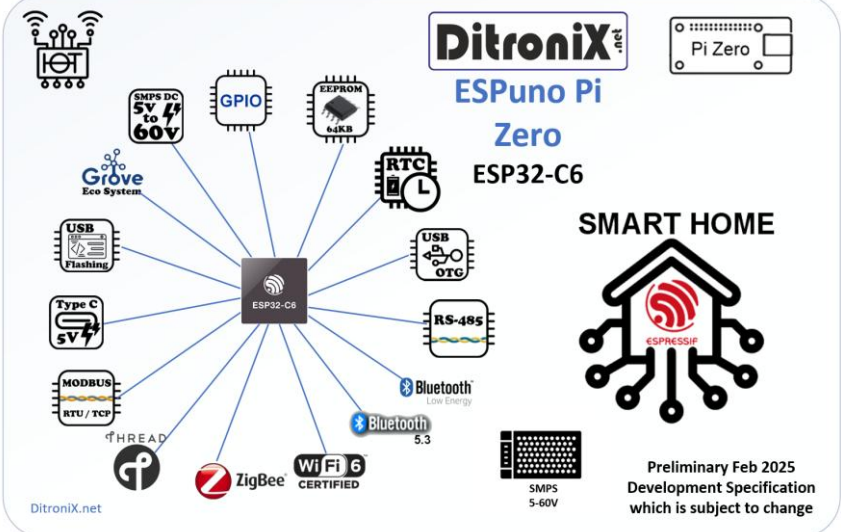 IOT
DitroniX.net
Pi Zero
ESPuno Pi
Zero
ESP32-C6
SMPS DC
5v
to
60v
GPIO
EEPROM
64KB
RTC
Grove
Eco System
USB
Flashing
USB
OTG
SMART HOME
ESP32-C6
Type C
5V
RS-485
ESPRESSIF
MODBUS
RTU / TCP
Bluetooth
Low Energy
Bluetooth
5.3
THREAD
ZigBee
Wi Fi 6
CERTIFIED
SMPS
5-60V
Preliminary Feb 2025
Development Specification
which is subject to change
DitroniX.net